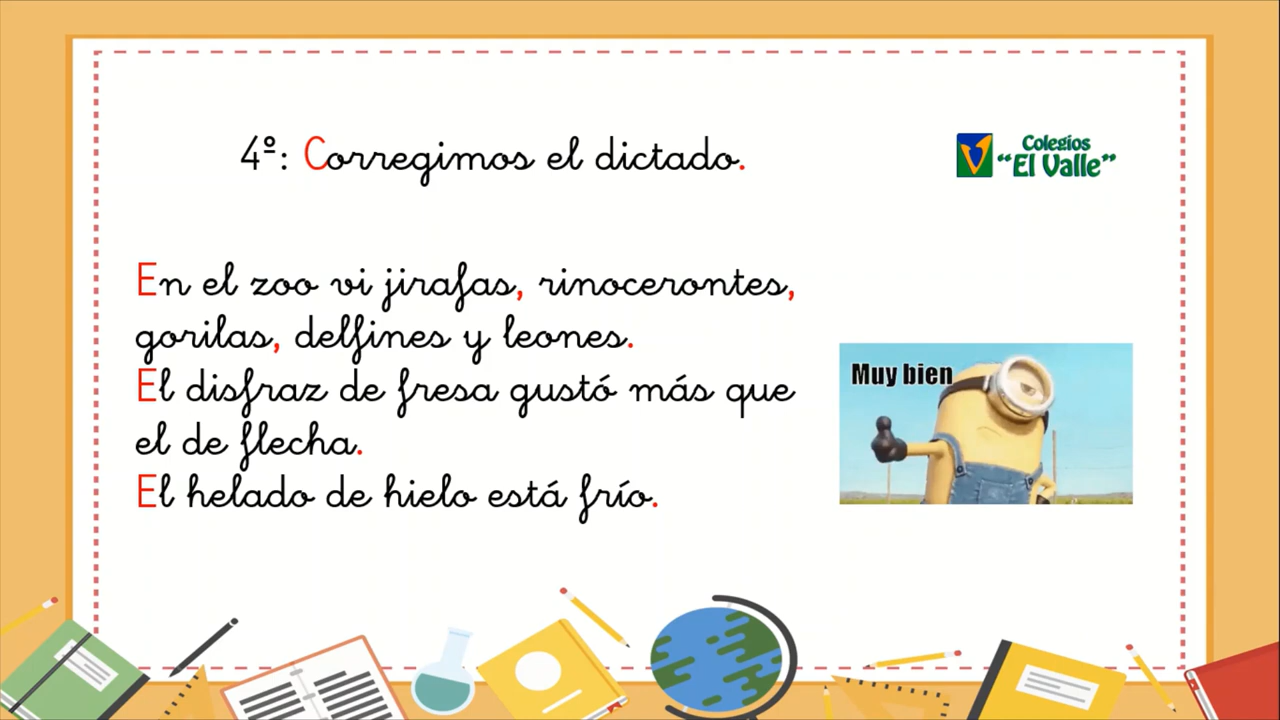 4º: Corregimos el dictado.
Colegios
“El Valle”
En el zoo vi jirafas, rinocerontes,
gorilas, delfines y leones.
El disfraz de fresa gustó más que
el de flecha.
El helado de hielo está frío.
Muy bien